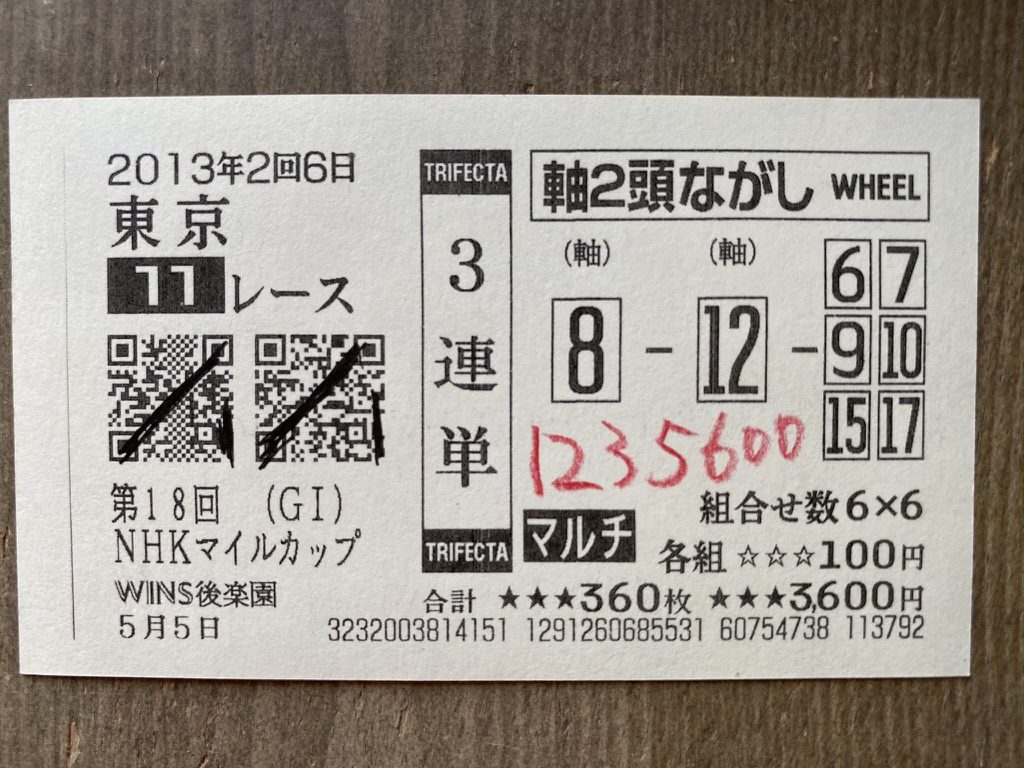 2013年2回6日
東京
11レース
第18回 (GI)
NHKマイルカップ
WINS後楽園
5月5日
TRIFECTA
3連単
TRIFECTA
軸2頭ながし WHEEL
(軸) (軸)
8 - 12 - 6 7
9 10
15 17
1235600
組合せ数6×6
マルチ 各組 ☆☆☆100円
合計 ★★★360枚 ★★★3,600円
3232003814151 1291260685531 60754738 113792